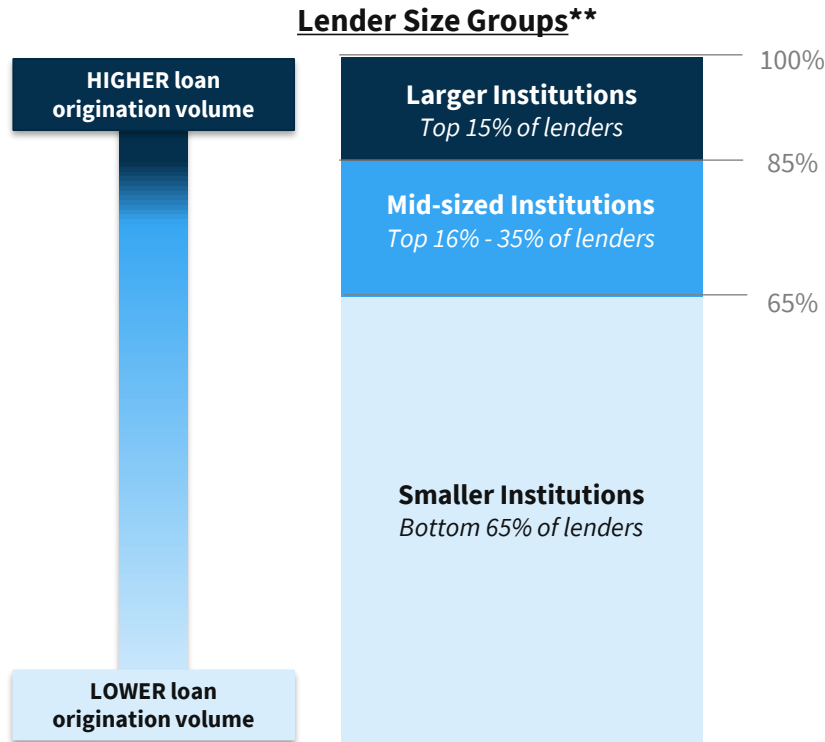 Lender Size Groups**
HIGHER loan
origination volume
LOWER loan
origination volume
Larger Institutions
Top 15% of lenders
Mid-sized Institutions
Top 16% - 35% of lenders
Smaller Institutions
Bottom 65% of lenders
100%
85%
65%